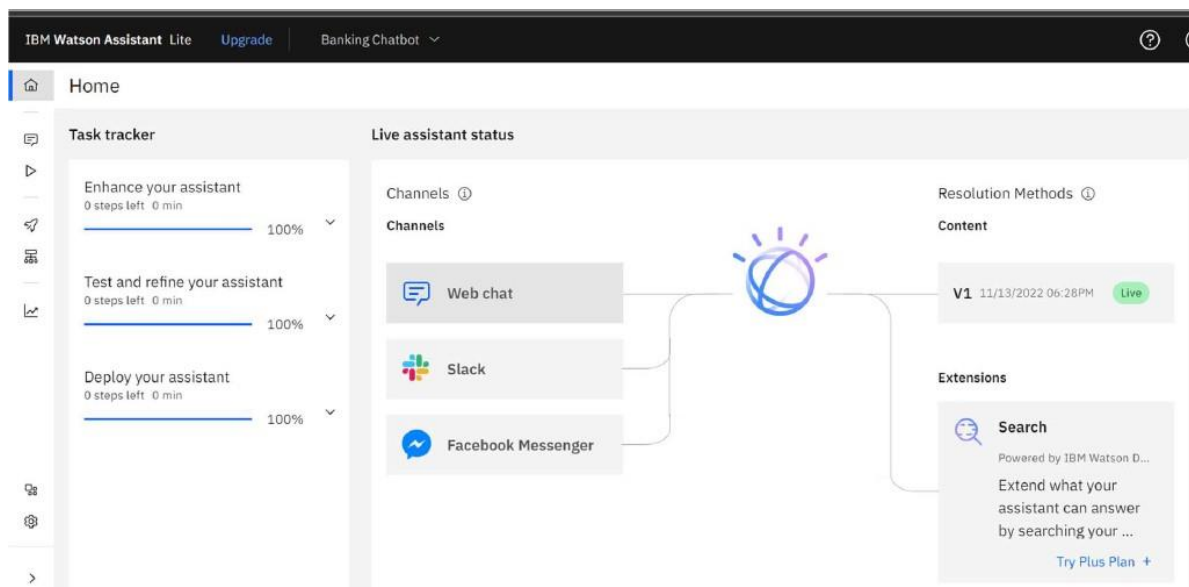 IBM Watson Assistant Lite Upgrade Banking Chatbot
Home
Task tracker
Enhance your assistant
0 steps left 0 min
100%
Test and refine your assistant
0 steps left 0 min
100%
Deploy your assistant
0 steps left 0 min
100%
Live assistant status
Channels
Channels
Web chat
Slack
Facebook Messenger
Resolution Methods
Content
V1 11/13/2022 06:28PM Live
Extensions
Search
Powered by IBM Watson D...
Extend what your
assistant can answer
by searching your ...
Try Plus Plan +